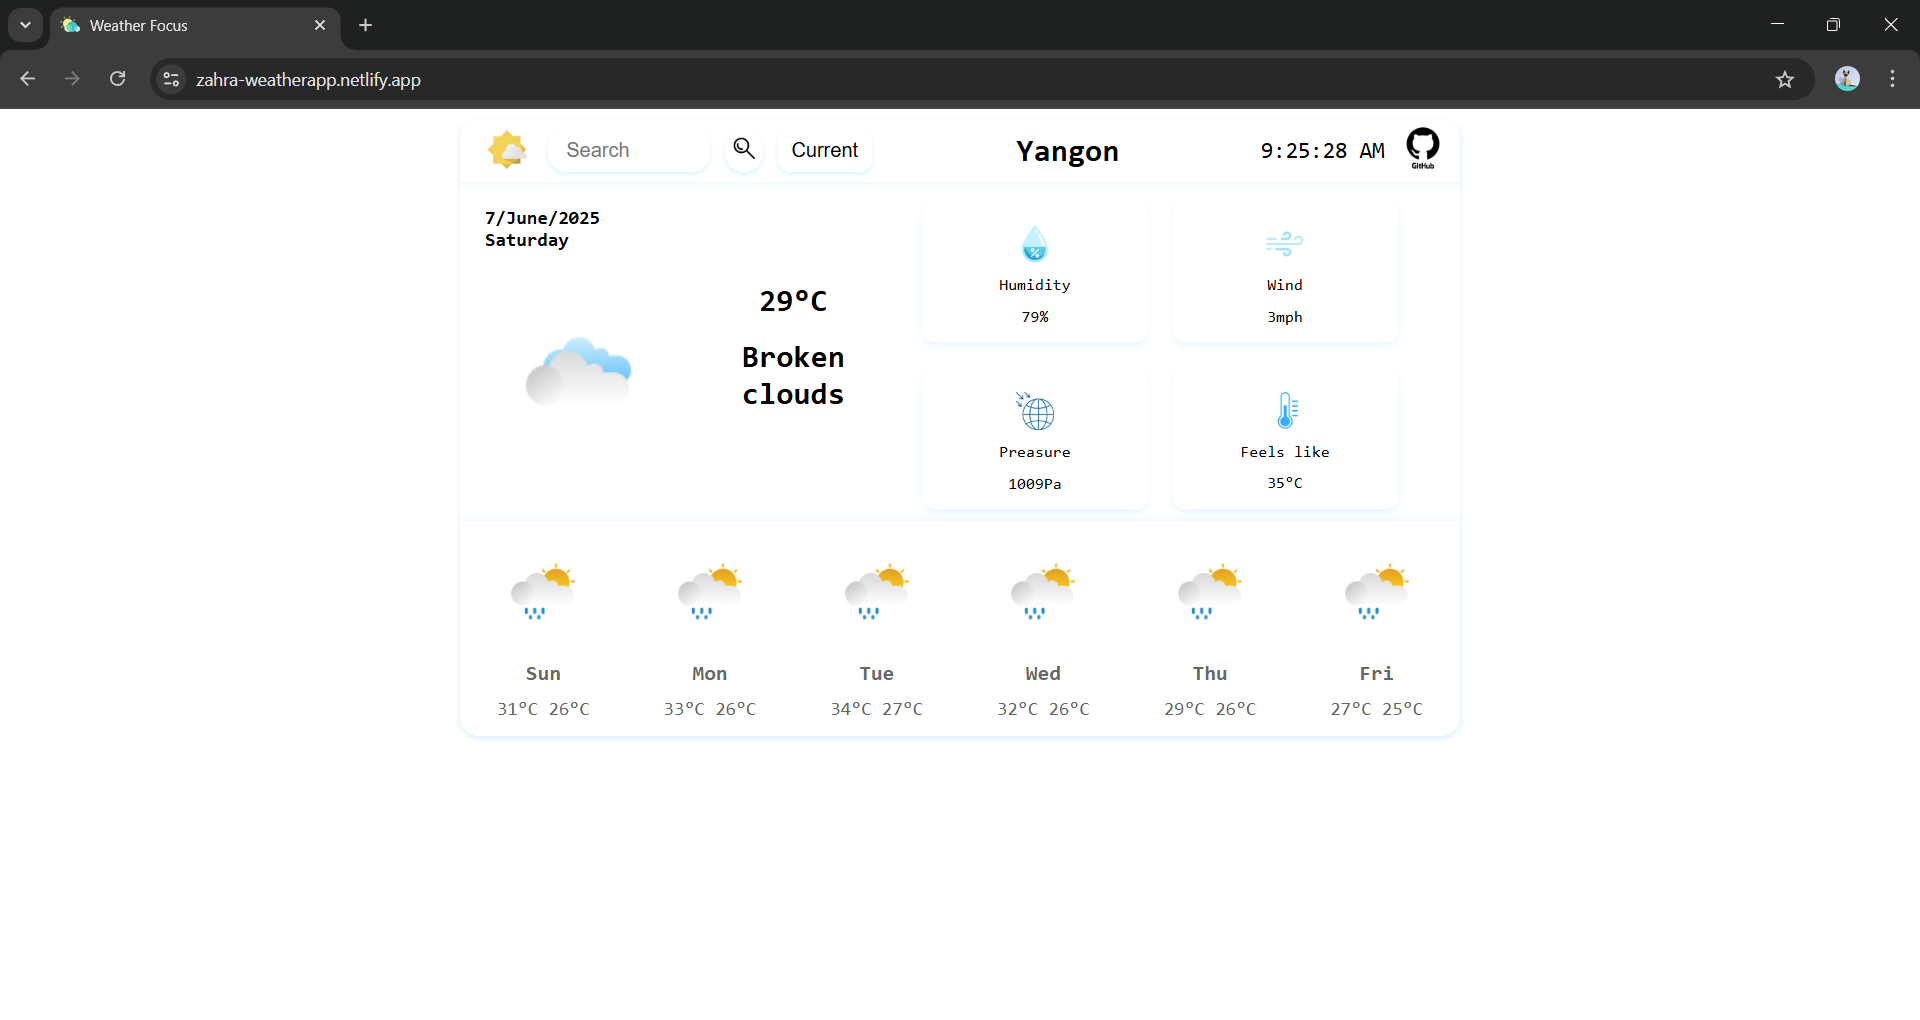 Weather Focus
zahra-weatherapp.netlify.app
Search
Current
Yangon
9:25:28 AM
GitHub
7/June/2025
Saturday
29°C
Broken
clouds
%
Humidity
79%
Wind
3mph
Preasure
1009Pa
Feels like
35°C
Sun
31°C 26°C
Mon
33°C 26°C
Tue
34°C 27°C
Wed
32°C 26°C
Thu
29°C 26°C
Fri
27°C 25°C